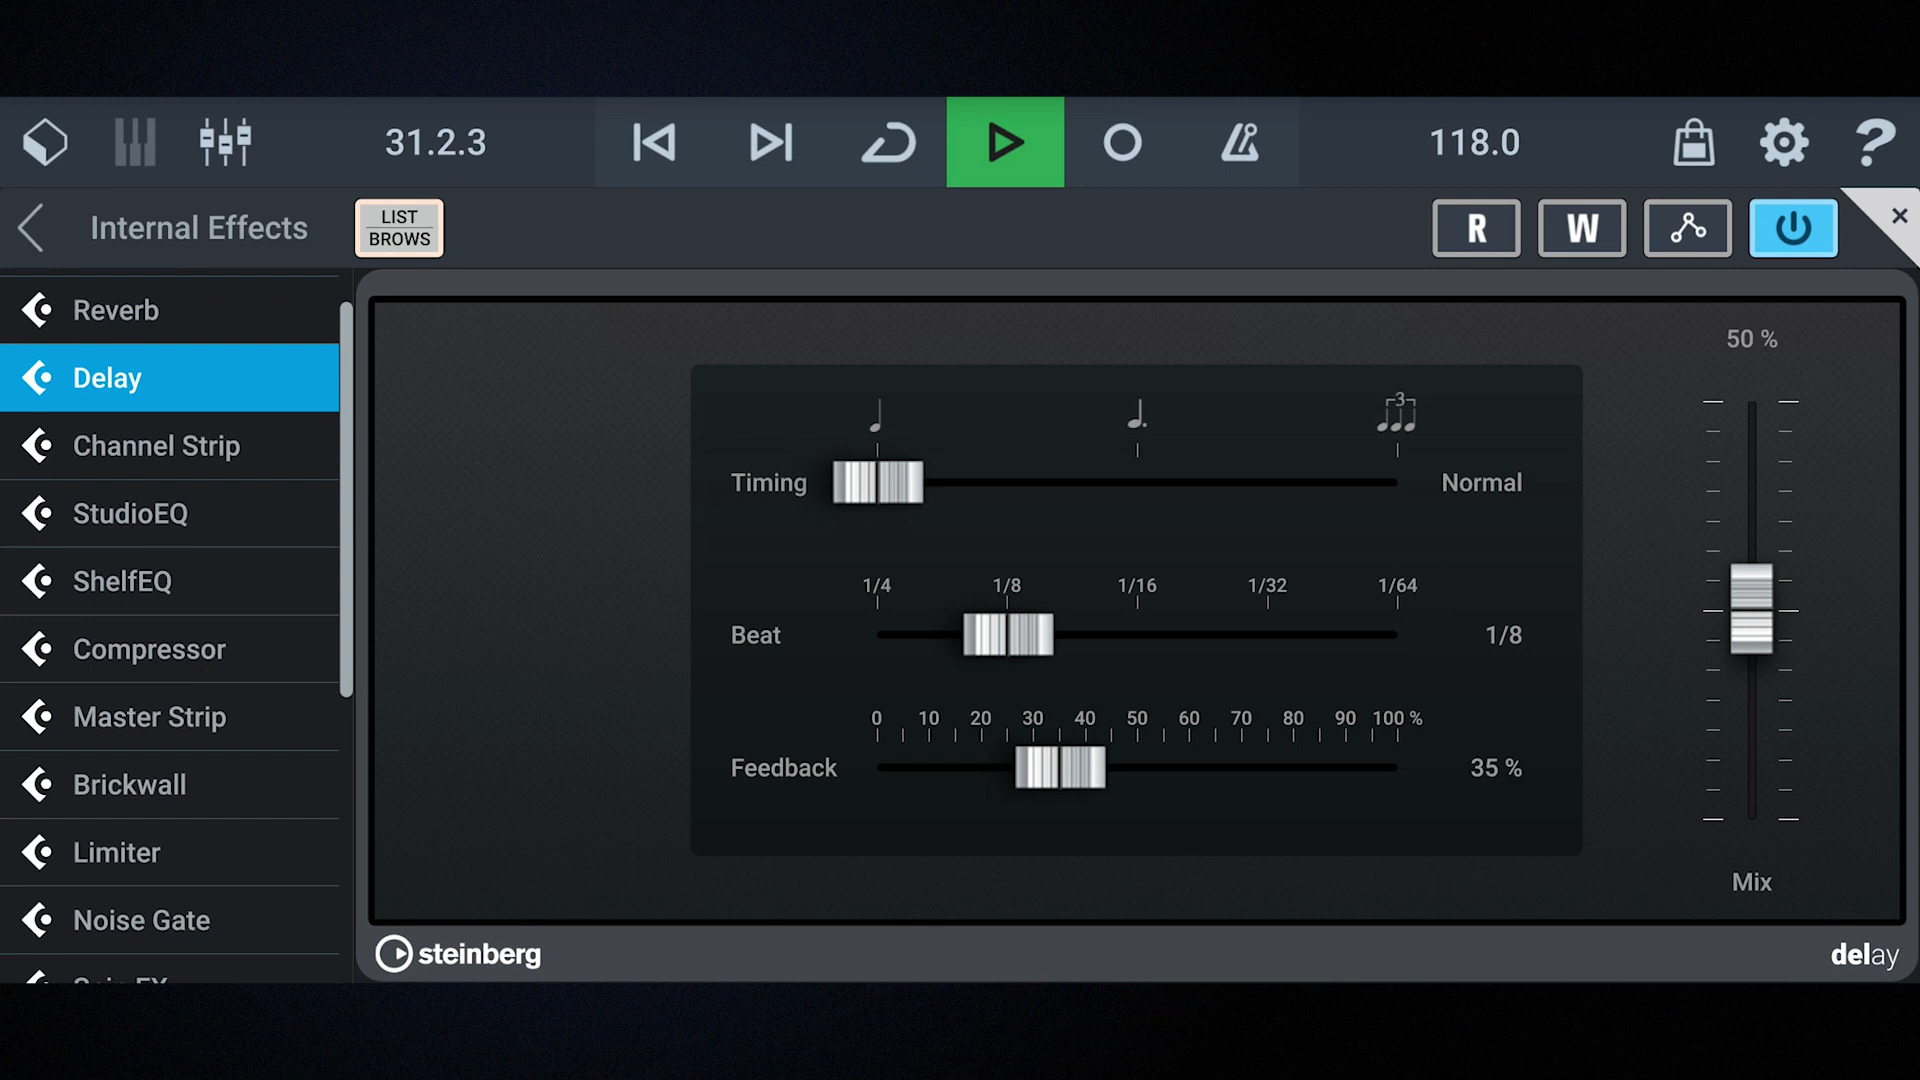 31.2.3
118.0
Internal Effects
LIST
BROWS
R
W
Reverb
Delay
Channel Strip
StudioEQ
ShelfEQ
Compressor
Master Strip
Brickwall
Limiter
Noise Gate
3
Timing
Normal
1/4 1/8 1/16 1/32 1/64
Beat
1/8
0 10 20 30 40 50 60 70 80 90 100 %
Feedback
35 %
50 %
Mix
steinberg
delay